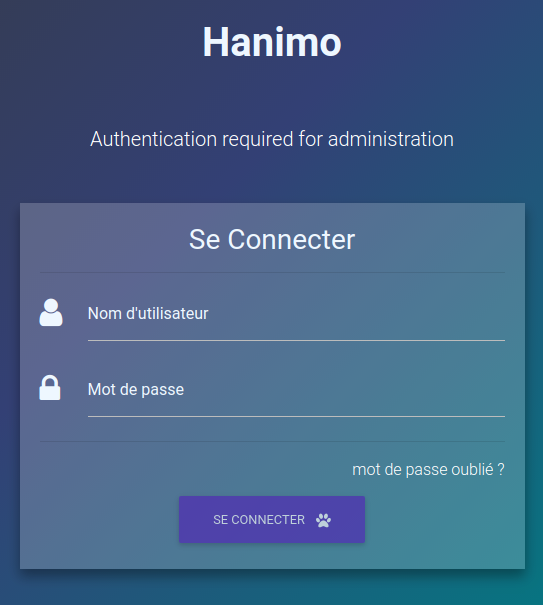 Hanimo
Authentication required for administration
Se Connecter
Nom d'utilisateur
Mot de passe
mot de passe oublié ?
SE CONNECTER